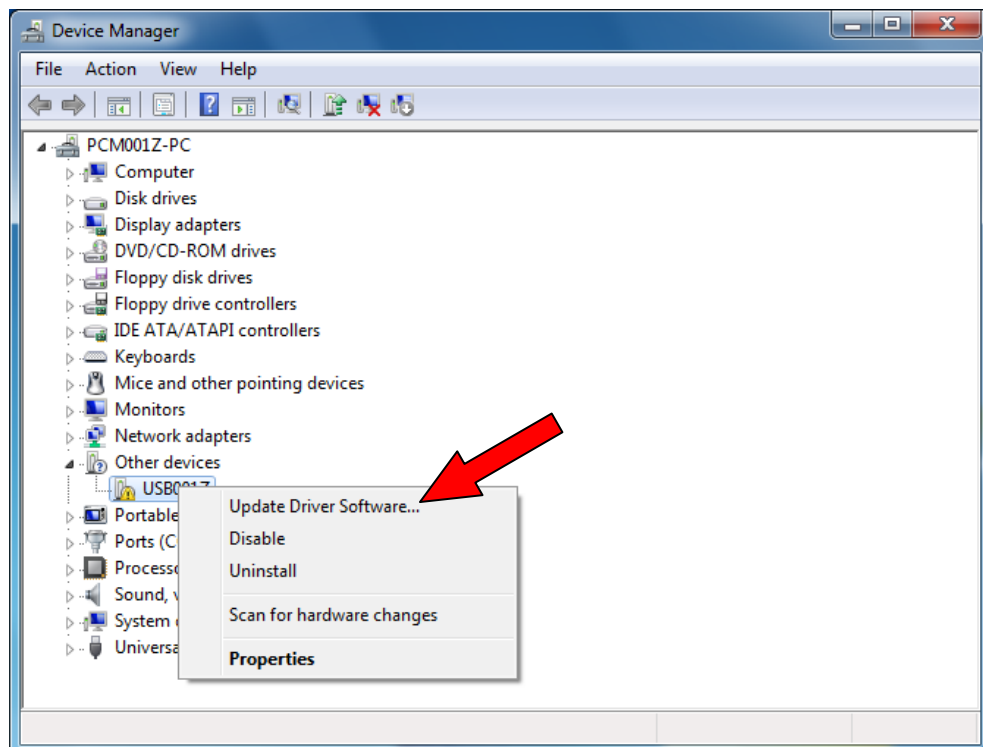 Device Manager
File Action View Help
PCM001Z-PC
Computer
Disk drives
Display adapters
DVD/CD-ROM drives
Floppy disk drives
Floppy drive controllers
IDE ATA/ATAPI controllers
Keyboards
Mice and other pointing devices
Monitors
Network adapters
Other devices
USB001Z
Update Driver Software...
Portable
Disable
Ports (C
Uninstall
Sound,
Scan for hardware changes
System
Properties